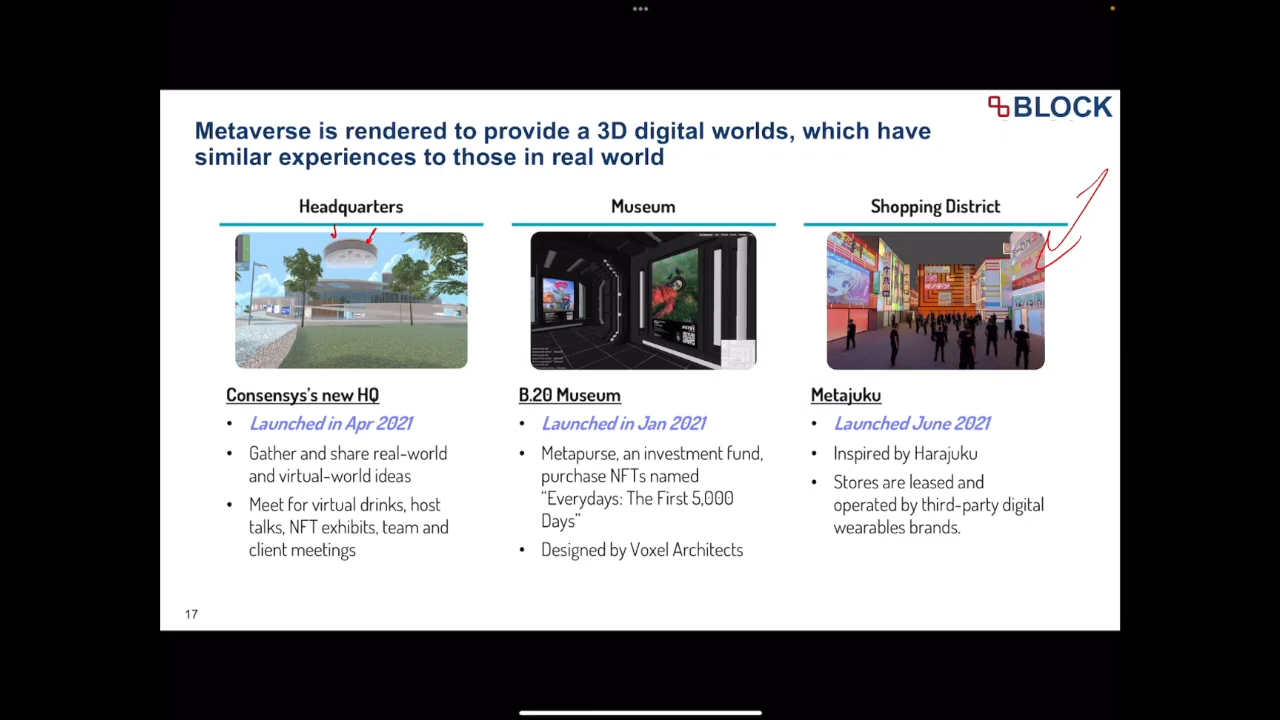 BLOCK
Metaverse is rendered to provide a 3D digital worlds, which have
similar experiences to those in real world
Headquarters
Museum
Shopping District
Consensys's new HQ
• Launched in Apr 2021
• Gather and share real-world
and virtual-world ideas
• Meet for virtual drinks, host
talks, NFT exhibits, team and
client meetings
B.20 Museum
• Launched in Jan 2021
• Metapurse, an investment fund,
purchase NFTs named
“Everydays: The First 5,000
Days”
• Designed by Voxel Architects
Metajuku
• Launched June 2021
• Inspired by Harajuku
• Stores are leased and
operated by third-party digital
wearables brands.
17